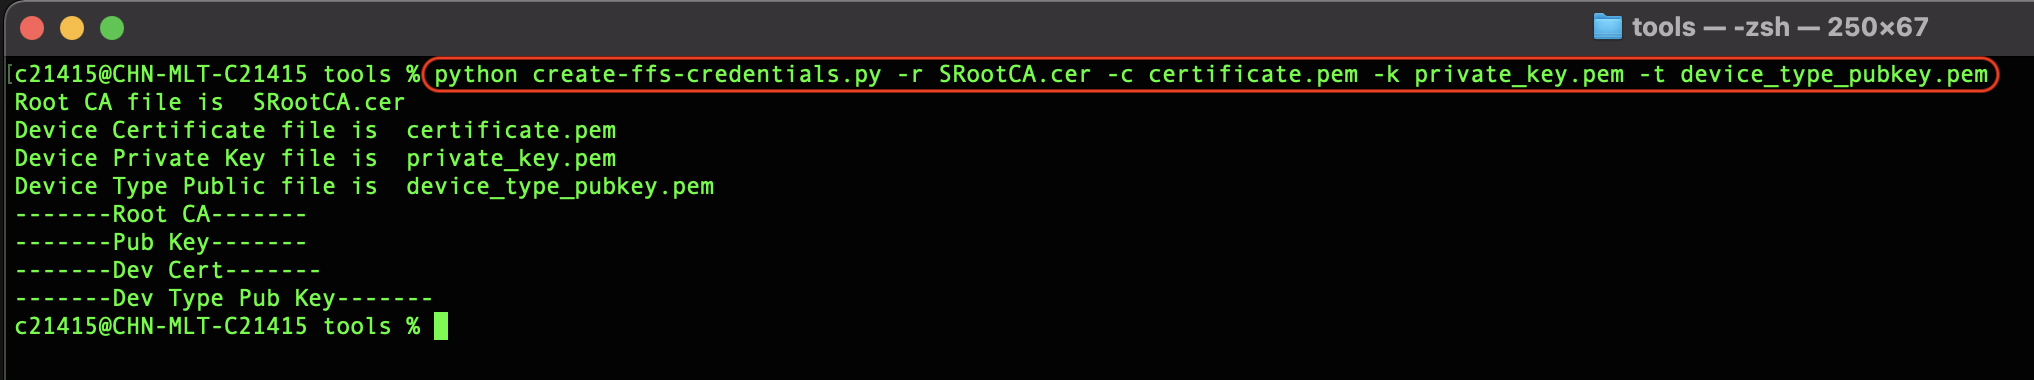 tools — -zsh — 250×67
[c21415@CHN-MLT-C21415 tools % python create-ffs-credentials.py -r SRootCA.cer -c certificate.pem -k private_key.pem -t device_type_pubkey.pem
Root CA file is  SRootCA.cer
Device Certificate file is  certificate.pem
Device Private Key file is  private_key.pem
Device Type Public file is  device_type_pubkey.pem
-------Root CA-------
-------Pub Key-------
-------Dev Cert-------
-------Dev Type Pub Key-------
c21415@CHN-MLT-C21415 tools %